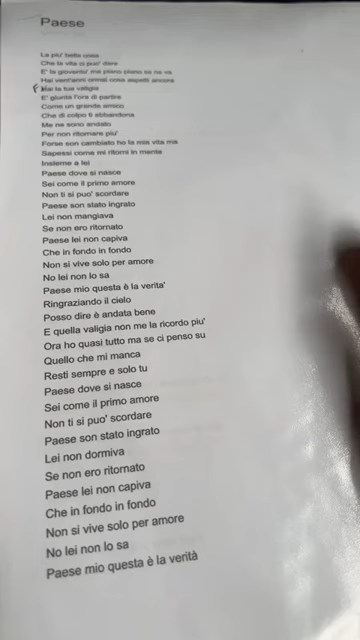 Paese
La piu' bella cosa
Che la vita ci puo' dare
E' la gioventu' ma piano piano se ne va
Hai vent'anni ormai cosa aspetti ancora
Hai la tua valigia
E' giunta l'ora di partire
Come un grande amico
Che di colpo ti abbandona
Me ne sono andato
Per non ritornare piu'
Forse son cambiato ho la mia vita ma
Sapessi come mi ritorni in mente
Insieme a lei
Paese dove si nasce
Sei come il primo amore
Non ti si puo' scordare
Paese son stato ingrato
Lei non mangiava
Se non ero ritornato
Paese lei non capiva
Che in fondo in fondo
Non si vive solo per amore
No lei non lo sa
Paese mio questa è la verita'
Ringraziando il cielo
Posso dire è andata bene
E quella valigia non me la ricordo piu'
Ora ho quasi tutto ma se ci penso su
Quello che mi manca
Resti sempre e solo tu
Paese dove si nasce
Sei come il primo amore
Non ti si puo' scordare
Paese son stato ingrato
Lei non dormiva
Se non ero ritornato
Paese lei non capiva
Che in fondo in fondo
Non si vive solo per amore
No lei non lo sa
Paese mio questa è la verità